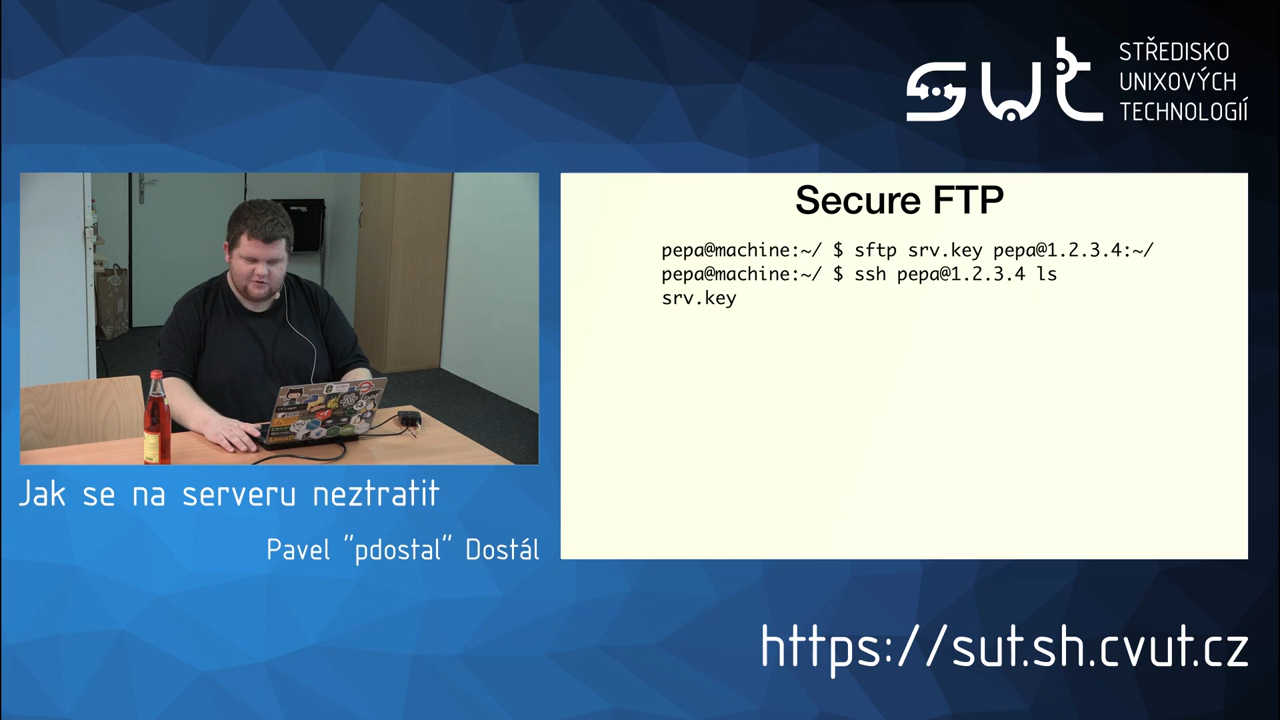 sut
STŘEDISKO
UNIXOVÝCH
TECHNOLOGIÍ
Secure FTP
pepa@machine:~/ $ sftp srv.key pepa@1.2.3.4:~/
pepa@machine:~/ $ ssh pepa@1.2.3.4 ls
srv.key
Jak se na serveru neztratit
Pavel “pdostal” Dostál
https://sut.sh.cvut.cz